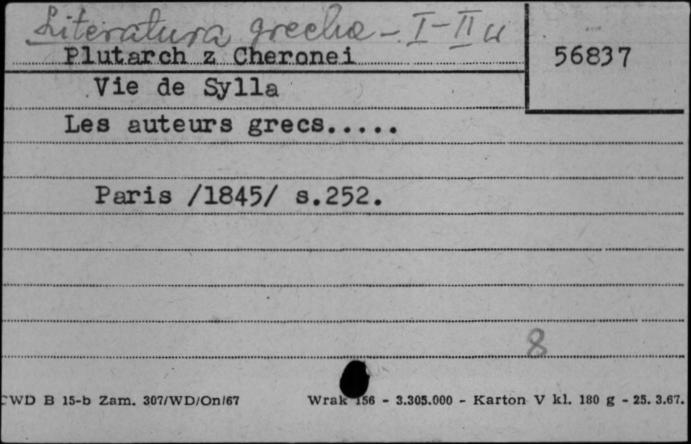 Literatura grecka - I-II w
Plutarch z Cheronei
56837
Vie de Sylla
Les auteurs grecs.....
Paris /1845/ s.252.
8
CWD B 15-b Zam. 307/WD/On/67
Wrak 156 - 3.305.000 - Karton V kl. 180 g - 25. 3.67.